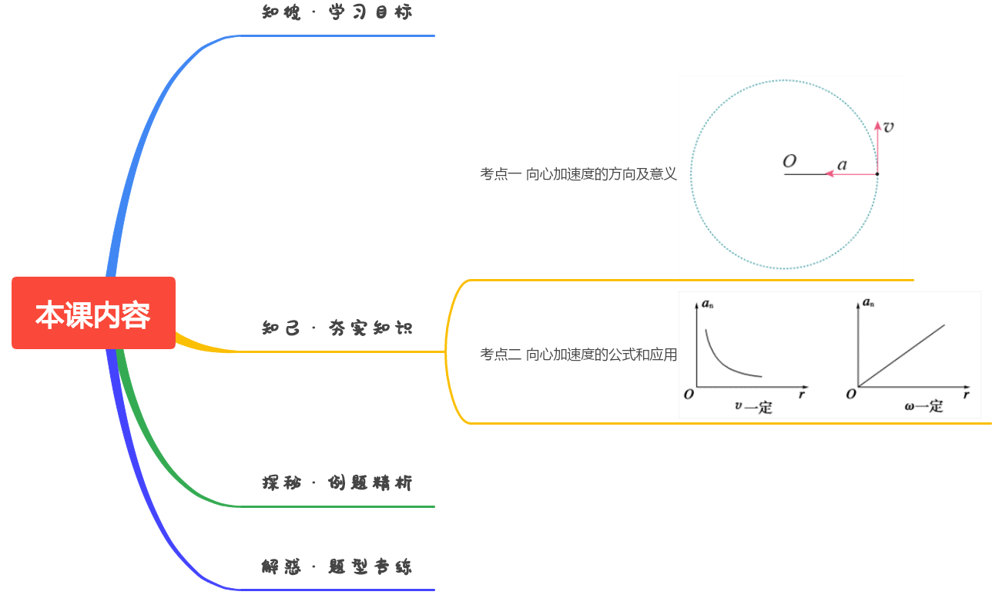 知彼·学习目标
本课内容
知己·夯实知识
考点一 向心加速度的方向及意义
O
a
v
考点二 向心加速度的公式和应用
aₙ
O
r
v一定
aₙ
O
r
ω一定
探秘·例题精析
解惑·题型专练